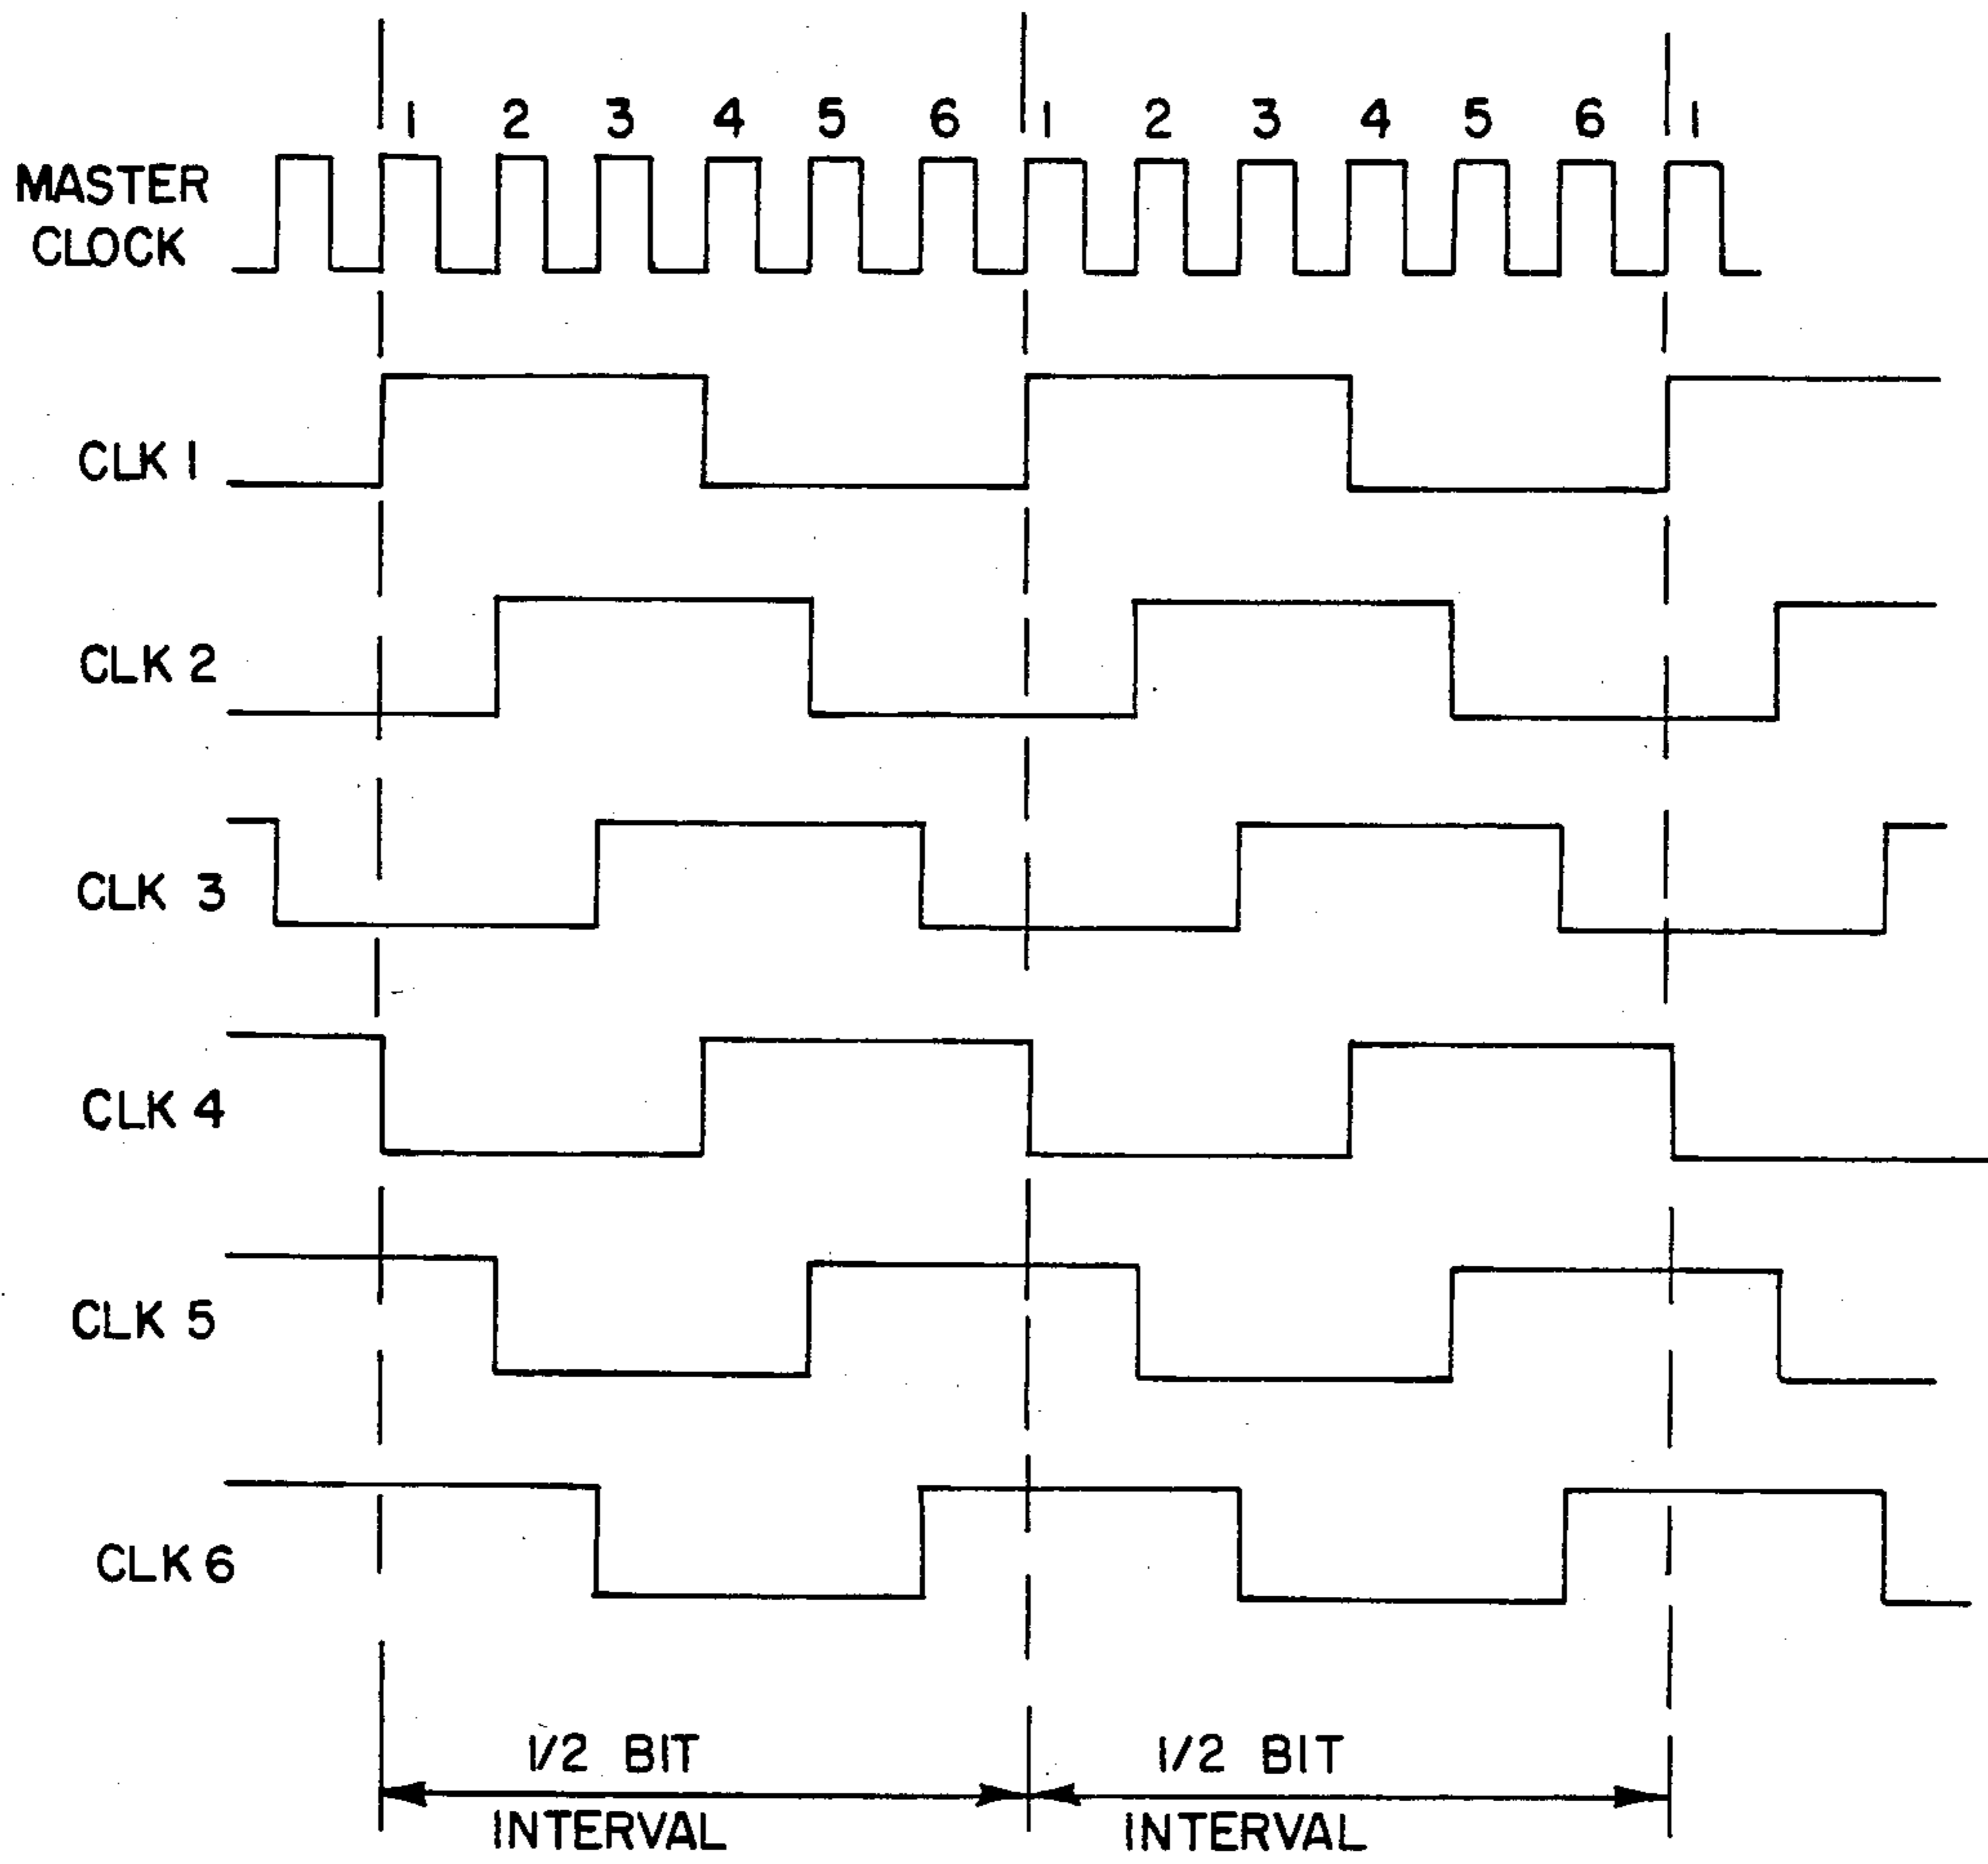 1 2 3 4 5 6 1 2 3 4 5 6 1
MASTER
CLOCK
CLK 1
CLK 2
CLK 3
CLK 4
CLK 5
CLK 6
1/2 BIT 1/2 BIT
INTERVAL INTERVAL